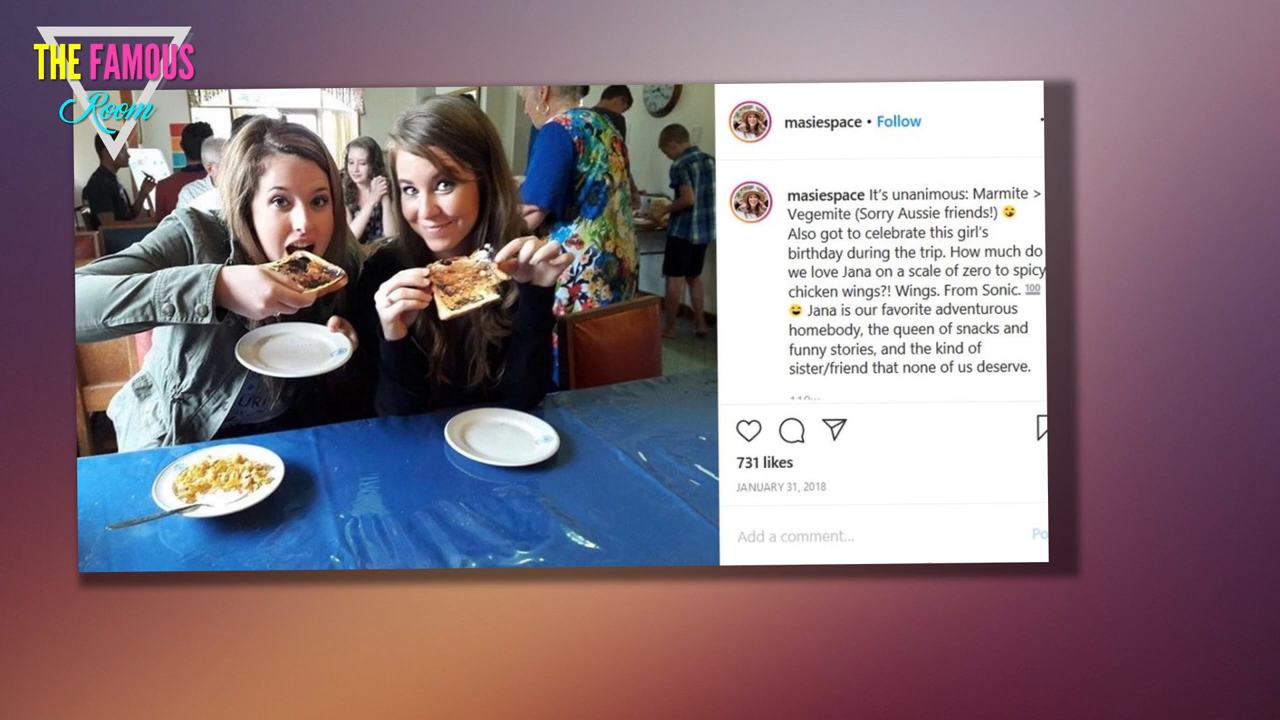 THE FAMOUS
Room
masiespace • Follow
masiespace It's unanimous: Marmite >
Vegemite (Sorry Aussie friends!) 😜
Also got to celebrate this girl's
birthday during the trip. How much do
we love Jana on a scale of zero to spicy
chicken wings?! Wings. From Sonic. 💯
😄 Jana is our favorite adventurous
homebody, the queen of snacks and
funny stories, and the kind of
sister/friend that none of us deserve.
731 likes
JANUARY 31, 2018
Add a comment...
Po